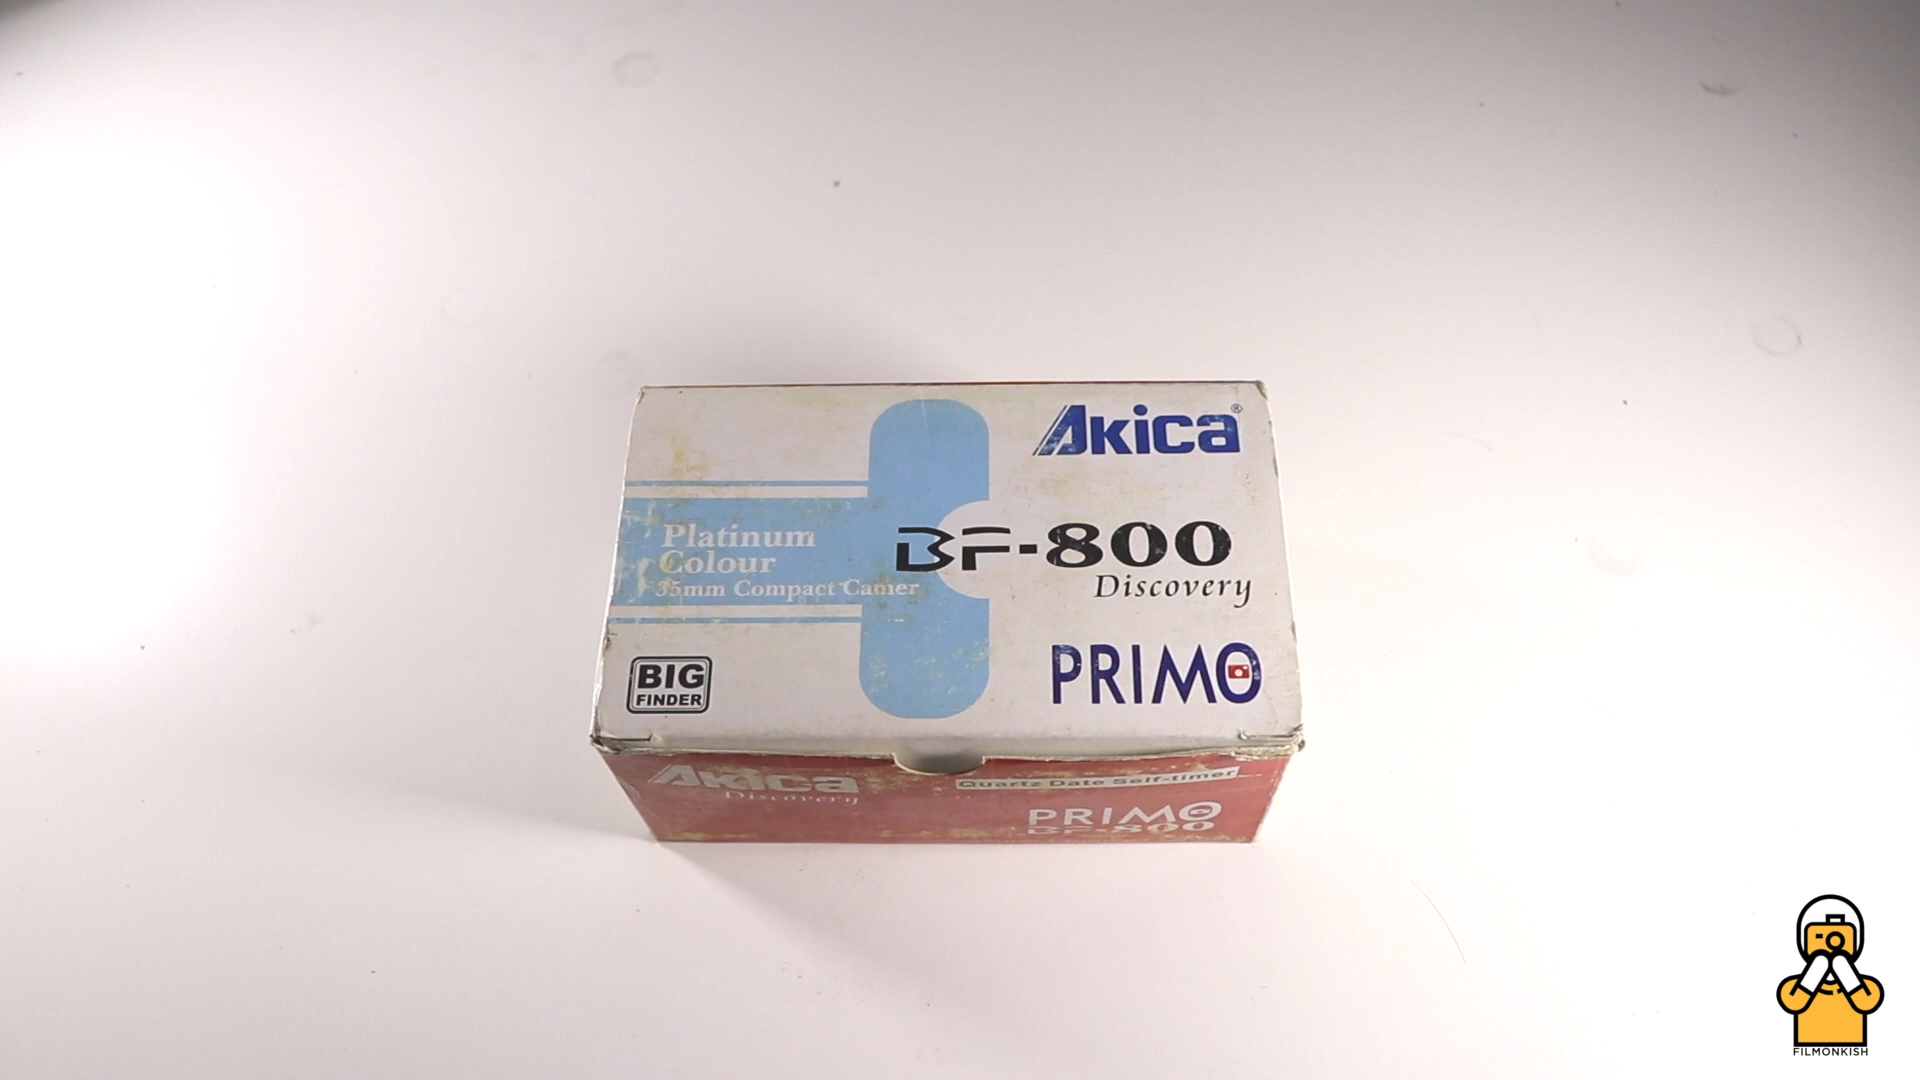 Akica®
Platinum
Colour
35mm Compact Camer
BF-800
Discovery
BIG
FINDER
PRIMO
Akica
Discovery
Quartz Date Self-timer
PRIMO
BF-800
FILMONKISH